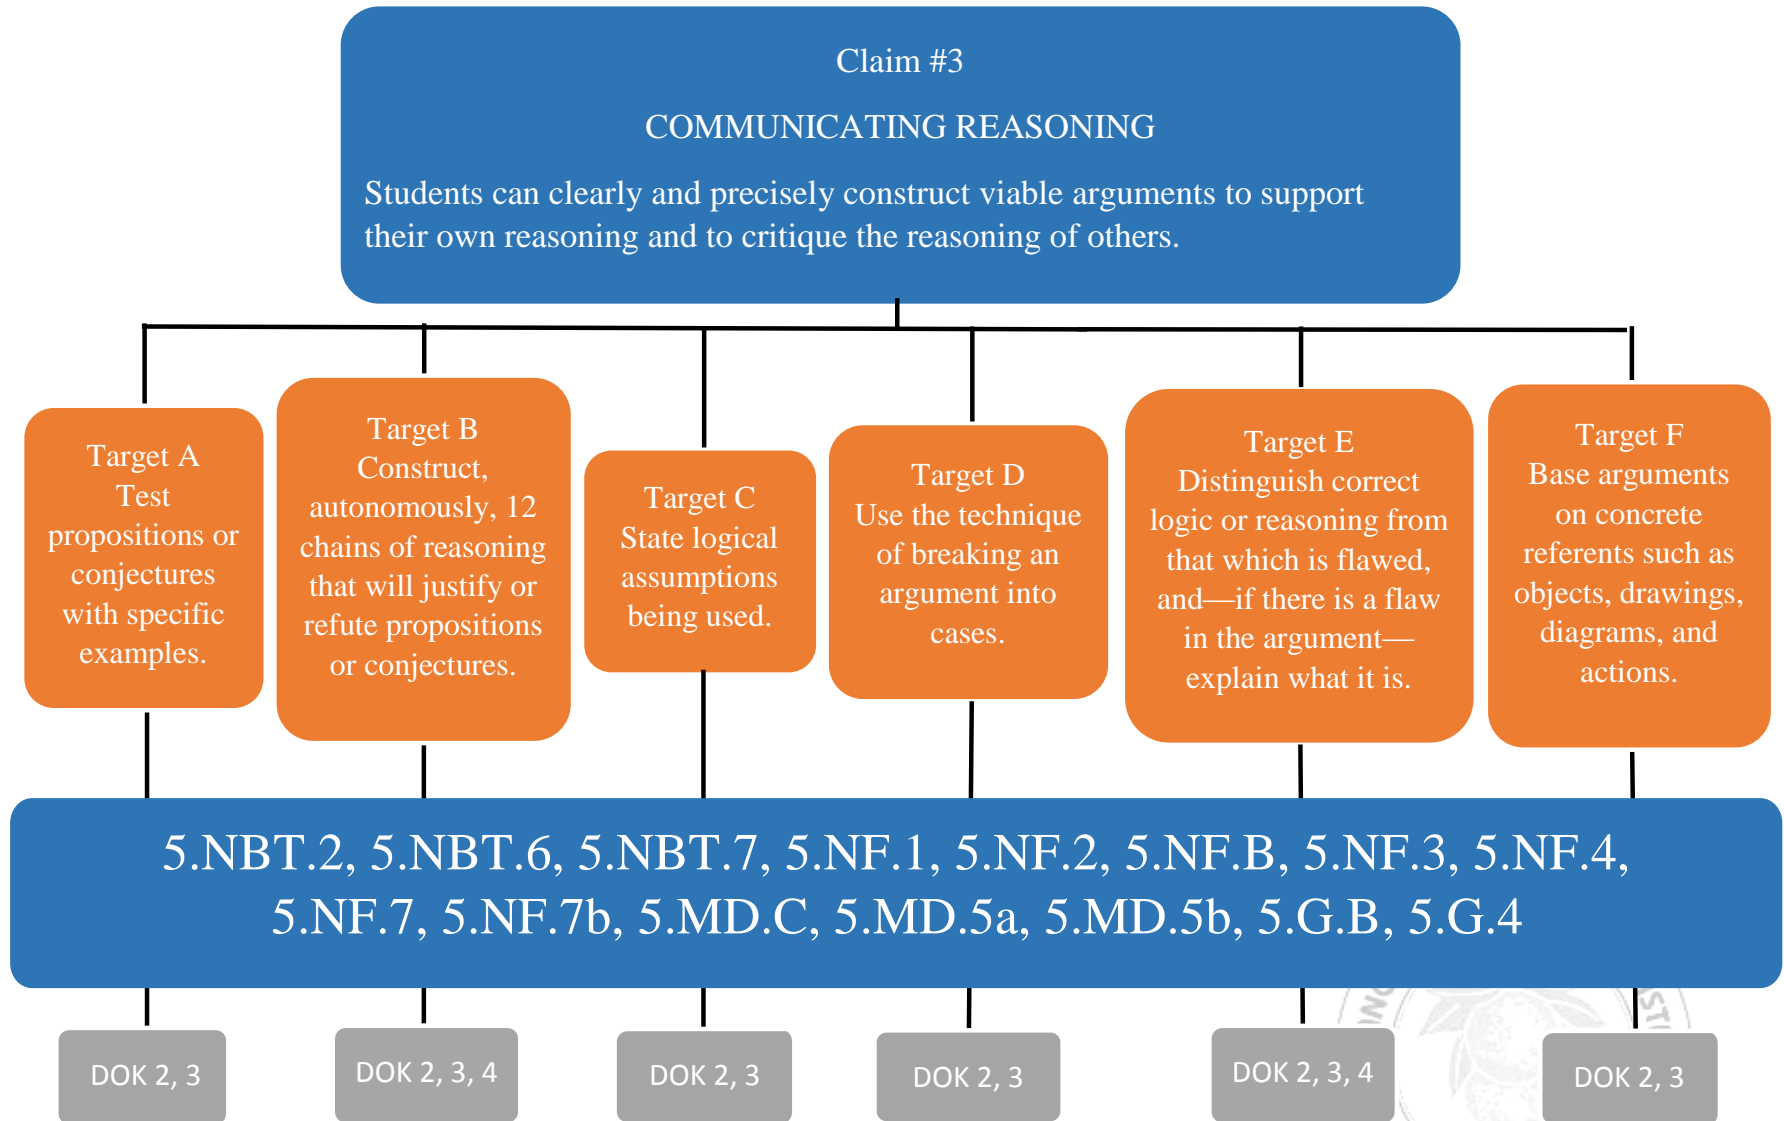 Claim #3
COMMUNICATING REASONING
Students can clearly and precisely construct viable arguments to support
their own reasoning and to critique the reasoning of others.
Target A
Test
propositions or
conjectures
with specific
examples.
Target B
Construct,
autonomously, 12
chains of reasoning
that will justify or
refute propositions
or conjectures.
Target C
State logical
assumptions
being used.
Target D
Use the technique
of breaking an
argument into
cases.
Target E
Distinguish correct
logic or reasoning from
that which is flawed,
and—if there is a flaw
in the argument—
explain what it is.
Target F
Base arguments
on concrete
referents such as
objects, drawings,
diagrams, and
actions.
5.NBT.2, 5.NBT.6, 5.NBT.7, 5.NF.1, 5.NF.2, 5.NF.B, 5.NF.3, 5.NF.4,
5.NF.7, 5.NF.7b, 5.MD.C, 5.MD.5a, 5.MD.5b, 5.G.B, 5.G.4
DOK 2, 3
DOK 2, 3, 4
DOK 2, 3
DOK 2, 3
DOK 2, 3, 4
DOK 2, 3